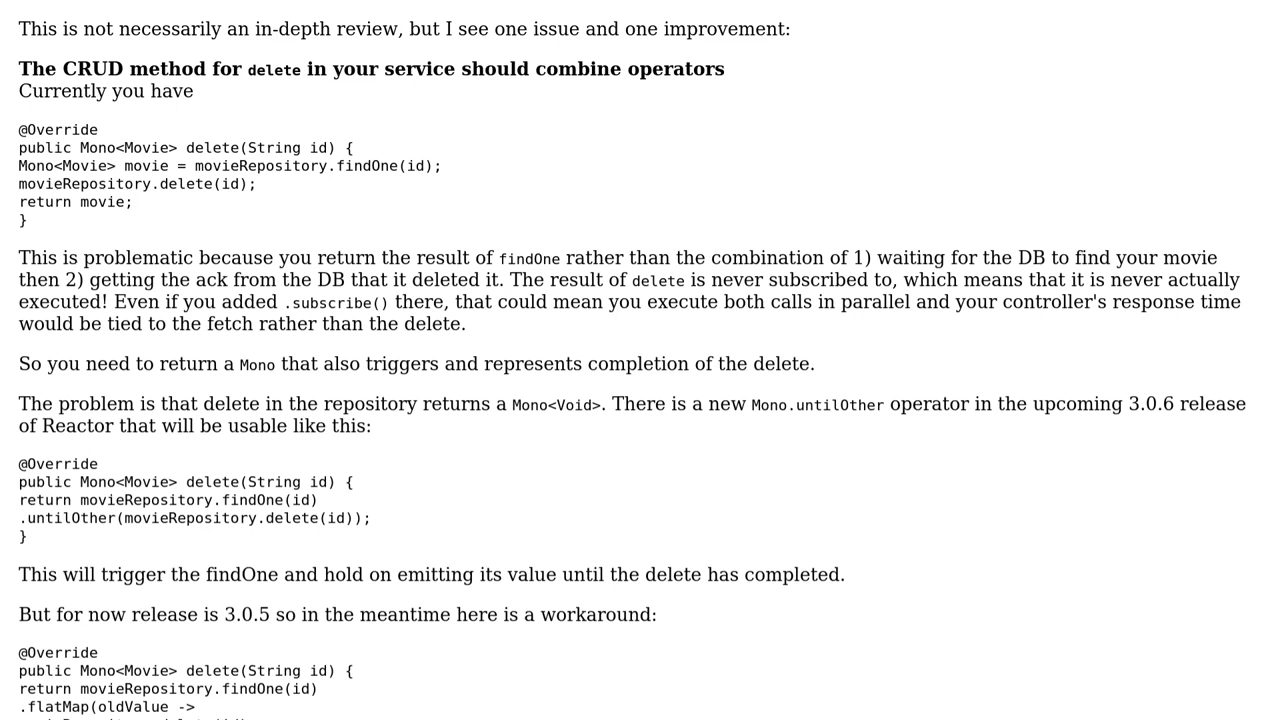 This is not necessarily an in-depth review, but I see one issue and one improvement:
The CRUD method for delete in your service should combine operators
Currently you have
@Override
public Mono<Movie> delete(String id) {
Mono<Movie> movie = movieRepository.findOne(id);
movieRepository.delete(id);
return movie;
}
This is problematic because you return the result of findOne rather than the combination of 1) waiting for the DB to find your movie
then 2) getting the ack from the DB that it deleted it. The result of delete is never subscribed to, which means that it is never actually
executed! Even if you added .subscribe() there, that could mean you execute both calls in parallel and your controller's response time
would be tied to the fetch rather than the delete.
So you need to return a Mono that also triggers and represents completion of the delete.
The problem is that delete in the repository returns a Mono<Void>. There is a new Mono.untilOther operator in the upcoming 3.0.6 release
of Reactor that will be usable like this:
@Override
public Mono<Movie> delete(String id) {
return movieRepository.findOne(id)
.untilOther(movieRepository.delete(id));
}
This will trigger the findOne and hold on emitting its value until the delete has completed.
But for now release is 3.0.5 so in the meantime here is a workaround:
@Override
public Mono<Movie> delete(String id) {
return movieRepository.findOne(id)
.flatMap(oldValue ->